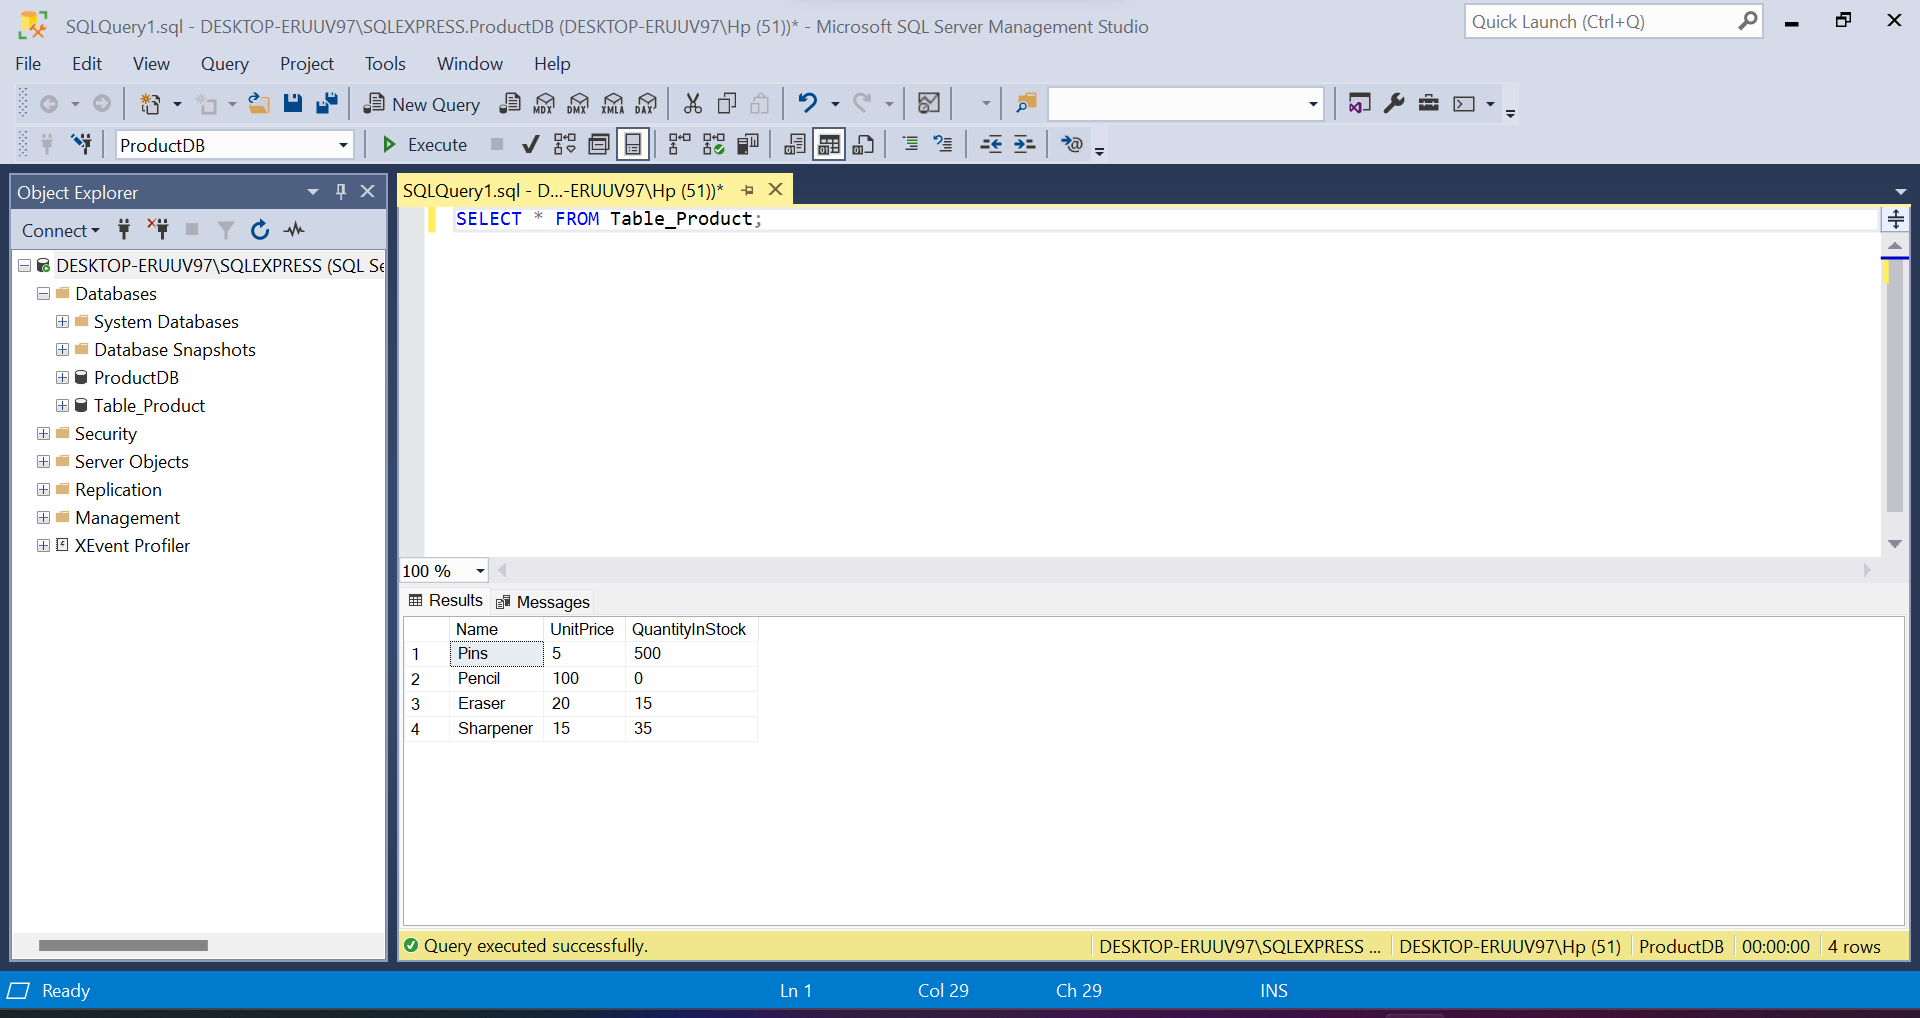 SQLQuery1.sql - DESKTOP-ERUUV97\SQLEXPRESS.ProductDB (DESKTOP-ERUUV97\Hp (51))* - Microsoft SQL Server Management Studio
Quick Launch (Ctrl+Q)
File Edit View Query Project Tools Window Help
New Query MDX DMX XMLA DAX
ProductDB Execute
Object Explorer
Connect
DESKTOP-ERUUV97\SQLEXPRESS (SQL Se
Databases
System Databases
Database Snapshots
ProductDB
Table_Product
Security
Server Objects
Replication
Management
XEvent Profiler
SQLQuery1.sql - D...-ERUUV97\Hp (51))*
SELECT * FROM Table_Product;
100 %
Results Messages
Name UnitPrice QuantityInStock
1 Pins 5 500
2 Pencil 100 0
3 Eraser 20 15
4 Sharpener 15 35
Query executed successfully. DESKTOP-ERUUV97\SQLEXPRESS ... DESKTOP-ERUUV97\Hp (51) ProductDB 00:00:00 4 rows
Ready Ln 1 Col 29 Ch 29 INS